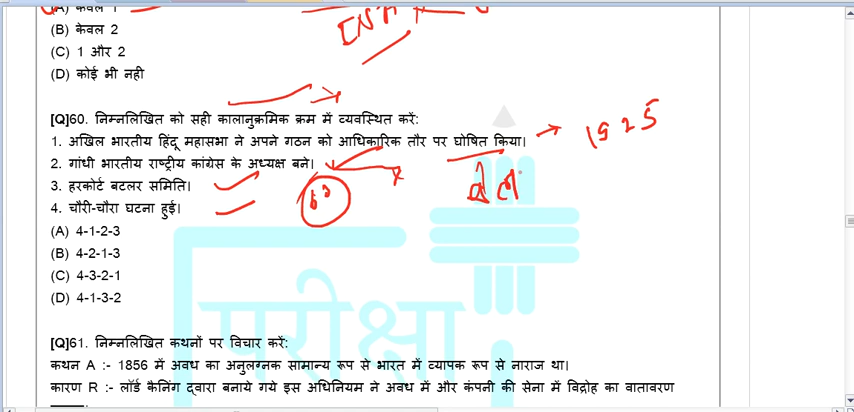 (A) केवल 1
(B) केवल 2
(C) 1 और 2
(D) कोई भी नही
[Q]60. निम्नलिखित को सही कालानुक्रमिक क्रम में व्यवस्थित करें:
1. अखिल भारतीय हिंदू महासभा ने अपने गठन को आधिकारिक तौर पर घोषित किया। 1925
2. गांधी भारतीय राष्ट्रीय कांग्रेस के अध्यक्ष बने।
3. हरकोर्ट बटलर समिति।
4. चौरी-चौरा घटना हुई।
(A) 4-1-2-3
(B) 4-2-1-3
(C) 4-3-2-1
(D) 4-1-3-2
[Q]61. निम्नलिखित कथनों पर विचार करें:
कथन A :- 1856 में अवध का अनुलग्नक सामान्य रूप से भारत में व्यापक रूप से नाराज था।
कारण R :- लॉर्ड कैनिंग द्वारा बनाये गये इस अधिनियम ने अवध में और कंपनी की सेना में विद्रोह का वातावरण
परीक्षा